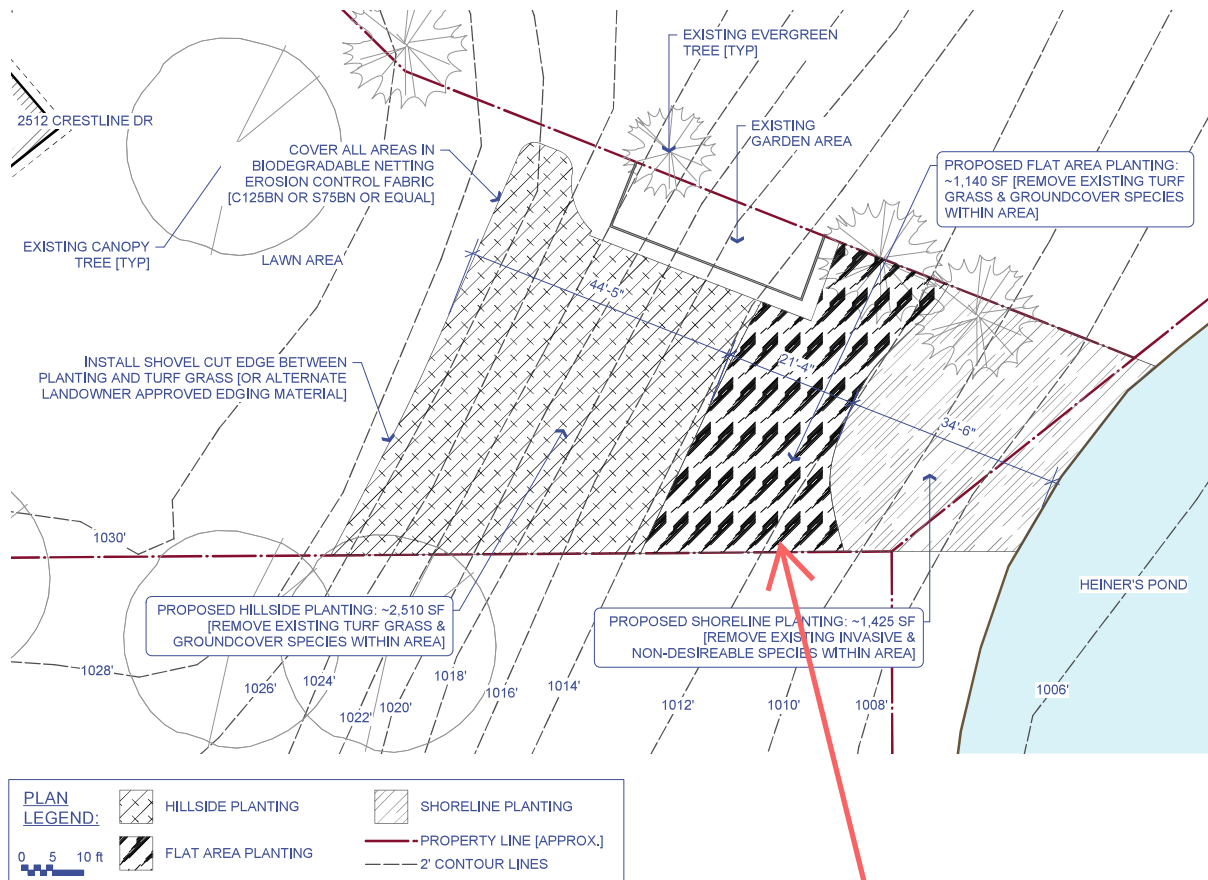 EXISTING EVERGREEN
TREE [TYP]
2512 CRESTLINE DR
EXISTING
GARDEN AREA
COVER ALL AREAS IN
BIODEGRADABLE NETTING
EROSION CONTROL FABRIC
[C125BN OR S75BN OR EQUAL]
PROPOSED FLAT AREA PLANTING:
~1,140 SF [REMOVE EXISTING TURF
GRASS & GROUNDCOVER SPECIES
WITHIN AREA]
EXISTING CANOPY
TREE [TYP]
LAWN AREA
44'-5"
INSTALL SHOVEL CUT EDGE BETWEEN
PLANTING AND TURF GRASS [OR ALTERNATE
LANDOWNER APPROVED EDGING MATERIAL]
21'-4"
34'-6"
1030'
HEINER'S POND
PROPOSED HILLSIDE PLANTING: ~2,510 SF
[REMOVE EXISTING TURF GRASS &
GROUNDCOVER SPECIES WITHIN AREA]
PROPOSED SHORELINE PLANTING: ~1,425 SF
[REMOVE EXISTING INVASIVE &
NON-DESIREABLE SPECIES WITHIN AREA]
1028'
1026'
1024'
1022'
1020'
1018'
1016'
1014'
1012'
1010'
1008'
1006'
PLAN
LEGEND:
HILLSIDE PLANTING
SHORELINE PLANTING
FLAT AREA PLANTING
PROPERTY LINE [APPROX.]
2' CONTOUR LINES
0 5 10 ft